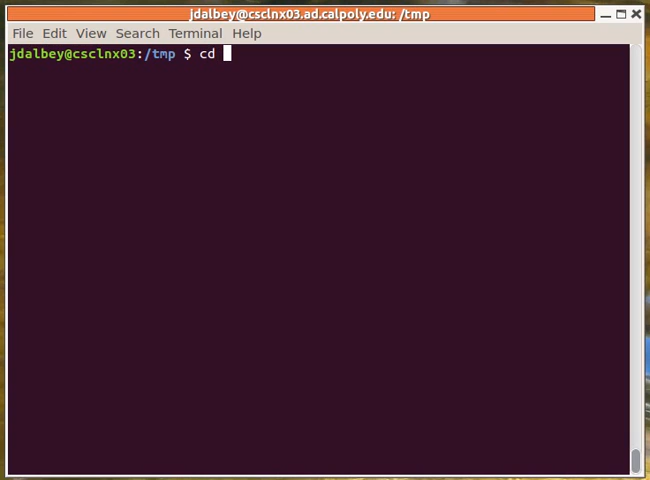 jdalbey@csclnx03.ad.calpoly.edu: /tmp
File Edit View Search Terminal Help
jdalbey@csclnx03:/tmp $ cd